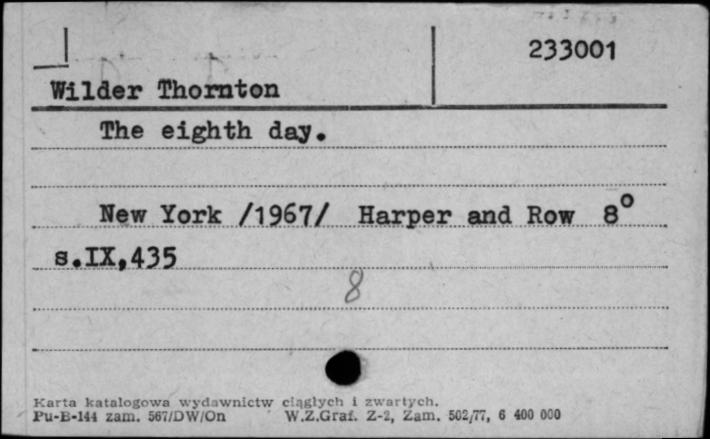 233001
Wilder Thornton
The eighth day.
New York /1967/ Harper and Row 8°
s.IX,435
8
Karta katalogowa wydawnictw ciągłych i zwartych.
Pu-B-144 zam. 567/DW/On W.Z.Graf. Z-2, Zam. 502/77, 6 400 000